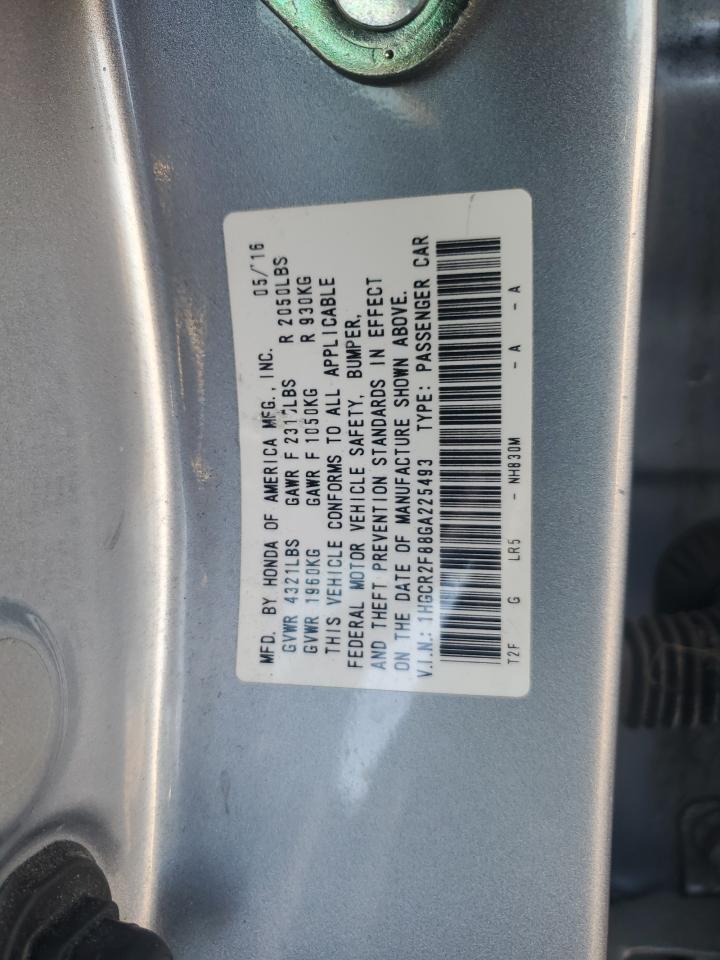 MFD. BY HONDA OF AMERICA MFG., INC. 05/'16
GVWR 4321LBS GAWR F LBS R 2050LBS
GVWR 1960KG GAWR F 1050KG R 930KG
THIS VEHICLE CONFORMS TO ALL APPLICABLE
FEDERAL MOTOR VEHICLE SAFETY, BUMPER,
AND THEFT PREVENTION STANDARDS IN EFFECT
ON THE DATE OF MANUFACTURE SHOWN ABOVE.
V.I.N.: 1HGCR2F88GA225493 TYPE: PASSENGER CAR
T2F G LR5 - NH830M - A - A